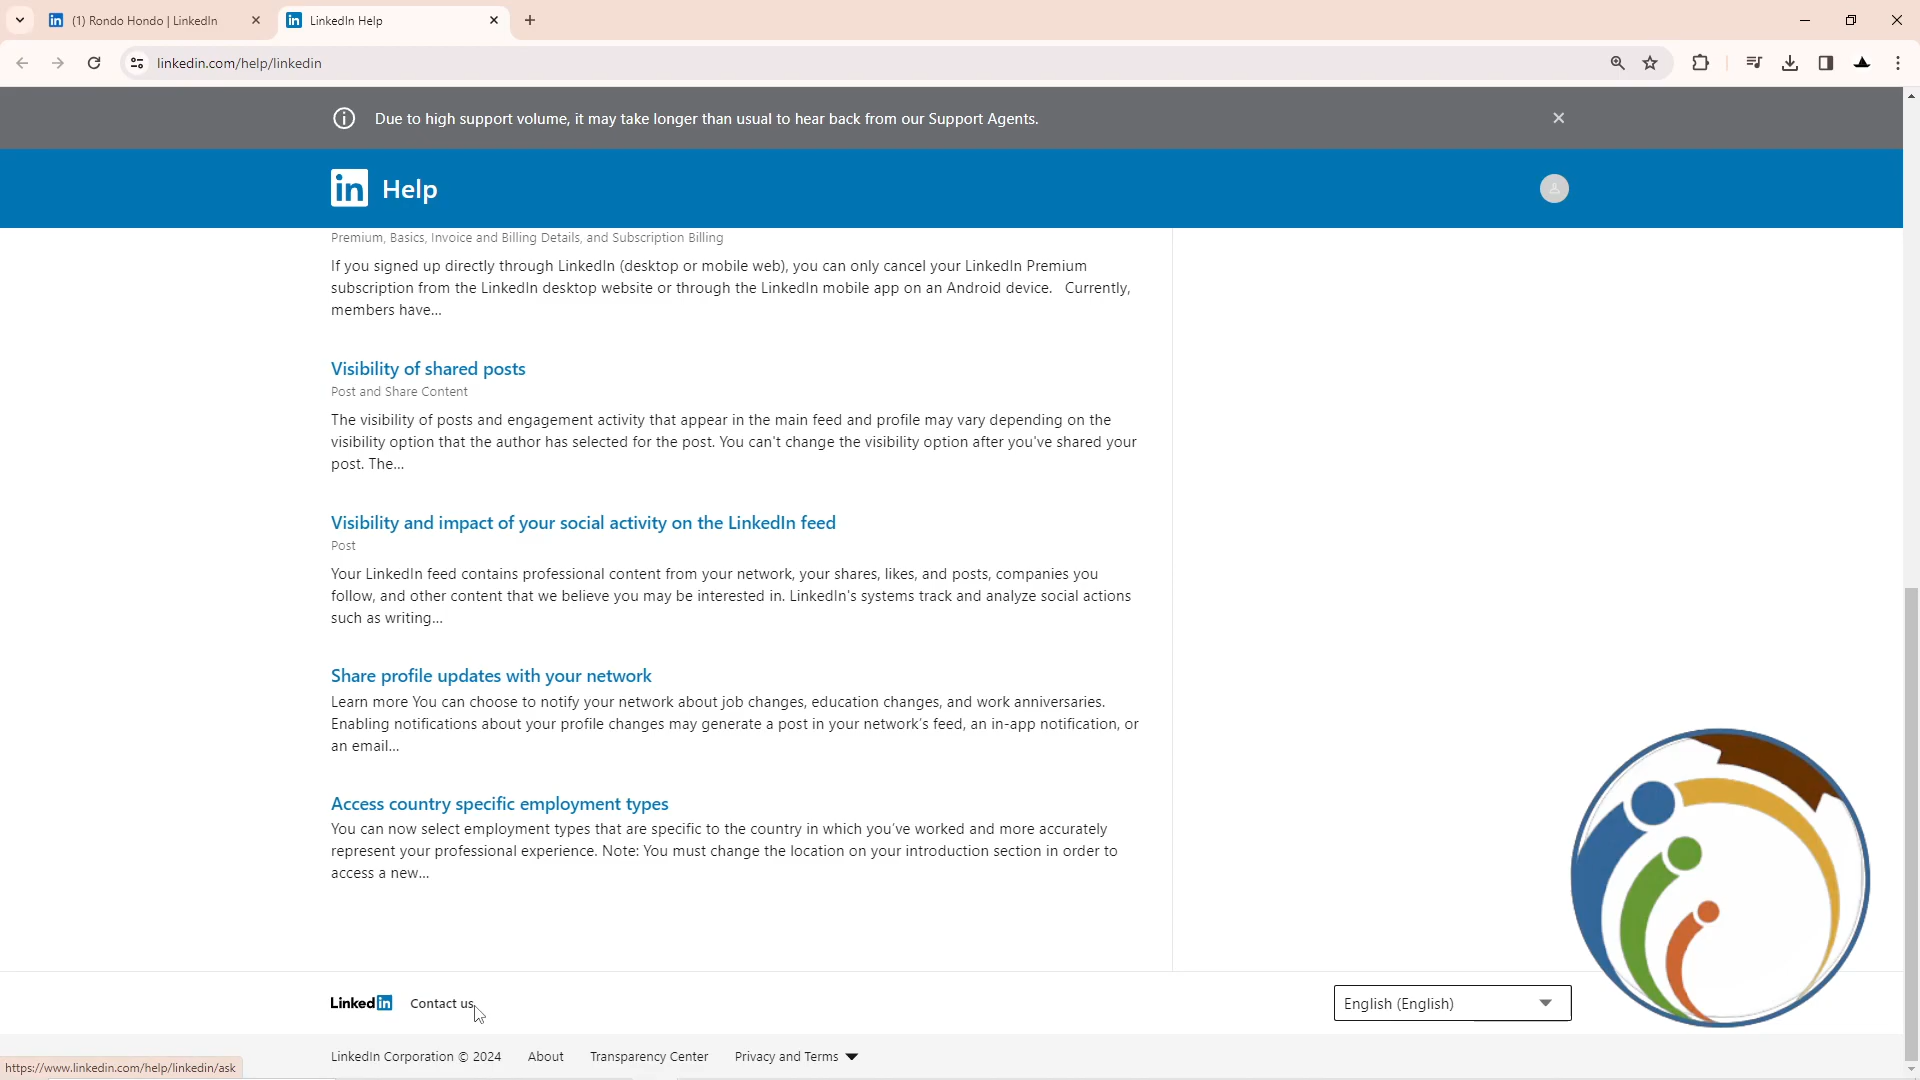 (1) Rondo Hondo | LinkedIn
LinkedIn Help
linkedin.com/help/linkedin
Due to high support volume, it may take longer than usual to hear back from our Support Agents.
in Help
Premium, Basics, Invoice and Billing Details, and Subscription Billing
If you signed up directly through LinkedIn (desktop or mobile web), you can only cancel your LinkedIn Premium
subscription from the LinkedIn desktop website or through the LinkedIn mobile app on an Android device. Currently,
members have...
Visibility of shared posts
Post and Share Content
The visibility of posts and engagement activity that appear in the main feed and profile may vary depending on the
visibility option that the author has selected for the post. You can't change the visibility option after you've shared your
post. The...
Visibility and impact of your social activity on the LinkedIn feed
Post
Your LinkedIn feed contains professional content from your network, your shares, likes, and posts, companies you
follow, and other content that we believe you may be interested in. LinkedIn's systems track and analyze social actions
such as writing...
Share profile updates with your network
Learn more You can choose to notify your network about job changes, education changes, and work anniversaries.
Enabling notifications about your profile changes may generate a post in your network's feed, an in-app notification, or
an email...
Access country specific employment types
You can now select employment types that are specific to the country in which you've worked and more accurately
represent your professional experience. Note: You must change the location on your introduction section in order to
access a new...
LinkedIn Contact us English (English)
LinkedIn Corporation © 2024 About Transparency Center Privacy and Terms
https://www.linkedin.com/help/linkedin/ask